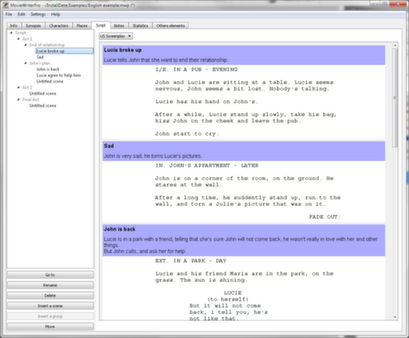 MovieWriterPro - /brutal/Data/Examples/English example.mwp (*)
File Edit Settings Help
Info Synopsis Characters Places Script Notes Statistics Others elements
US Screenplay
Script
Act 1
End of relationship
Lucie broke up
Sad
John's plan
John is back
Lucie agree to help him
Untitled scene
Act 2
Untitled scene
Final Act
Untitled scene
Go to
Rename
Delete
Insert a scene
Insert a group
Move
Lucie broke up
Lucie tells John that she want to end their relationship.
I/E. IN A PUB - EVENING
John and Lucie are sitting at a table. Lucie seems
nervous, John seems a bit lost. Nobody's talking.
Lucie has his hand on John's.
After a while, Lucie stand up slowly, take his bag,
kiss John on the cheek and leave the pub.
John start to cry.
Sad
John is very sad, he torns Lucie's pictures.
IN. JOHN'S APPARTMENT - LATER
John is on a corner of the room, on the ground. He
stares at the wall.
After a long time, he suddenly stand up, run to the
wall, and torn a Julie's picture that was on it.
FADE OUT:
John is back
Lucie is in a park with a friend, telling that she's sure John will not come back, he wasn't really in love with her and other
things.
But John calls, and ask her for help.
EXT. IN A PARK - DAY
Lucie and his friend Maria are in the park, on the
grass. The sun is shining.
LUCIE
(to herself)
But it will not come
back, i tell you, he's
not like that.